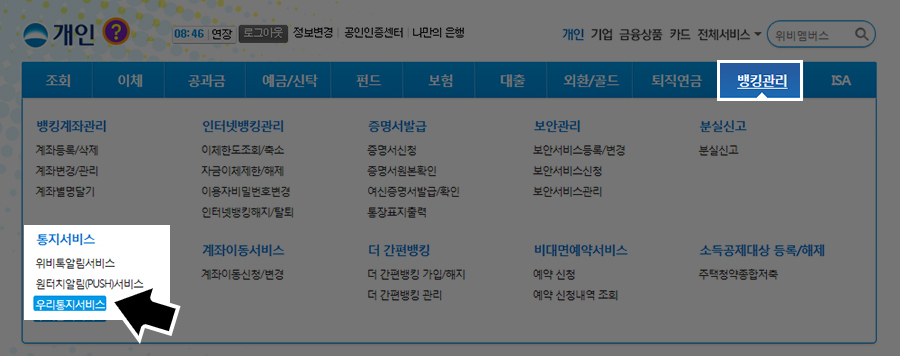 개인 ? 08:46 연장 로그아웃 정보변경 공인인증센터 나만의 은행 개인 기업 금융상품 카드 전체서비스 위비멤버스
조회 이체 공과금 예금/신탁 펀드 보험 대출 외환/골드 퇴직연금 뱅킹관리 ISA
뱅킹계좌관리 인터넷뱅킹관리 증명서발급 보안관리 분실신고
계좌등록/삭제 이체한도조회/축소 증명서신청 보안서비스등록/변경 분실신고
계좌변경/관리 자금이체제한/해제 증명서원본확인 보안서비스신청
계좌별명달기 이용자비밀번호변경 여신증명서발급/확인 보안서비스관리
인터넷뱅킹해지/탈퇴 통장표지출력
통지서비스 계좌이동서비스 더 간편뱅킹 비대면예약서비스 소득공제대상 등록/해제
위비톡알림서비스 계좌이동신청/변경 더 간편뱅킹 가입/해지 예약 신청 주택청약종합저축
원터치알림(PUSH)서비스 더 간편뱅킹 관리 예약 신청내역 조회
우리통지서비스